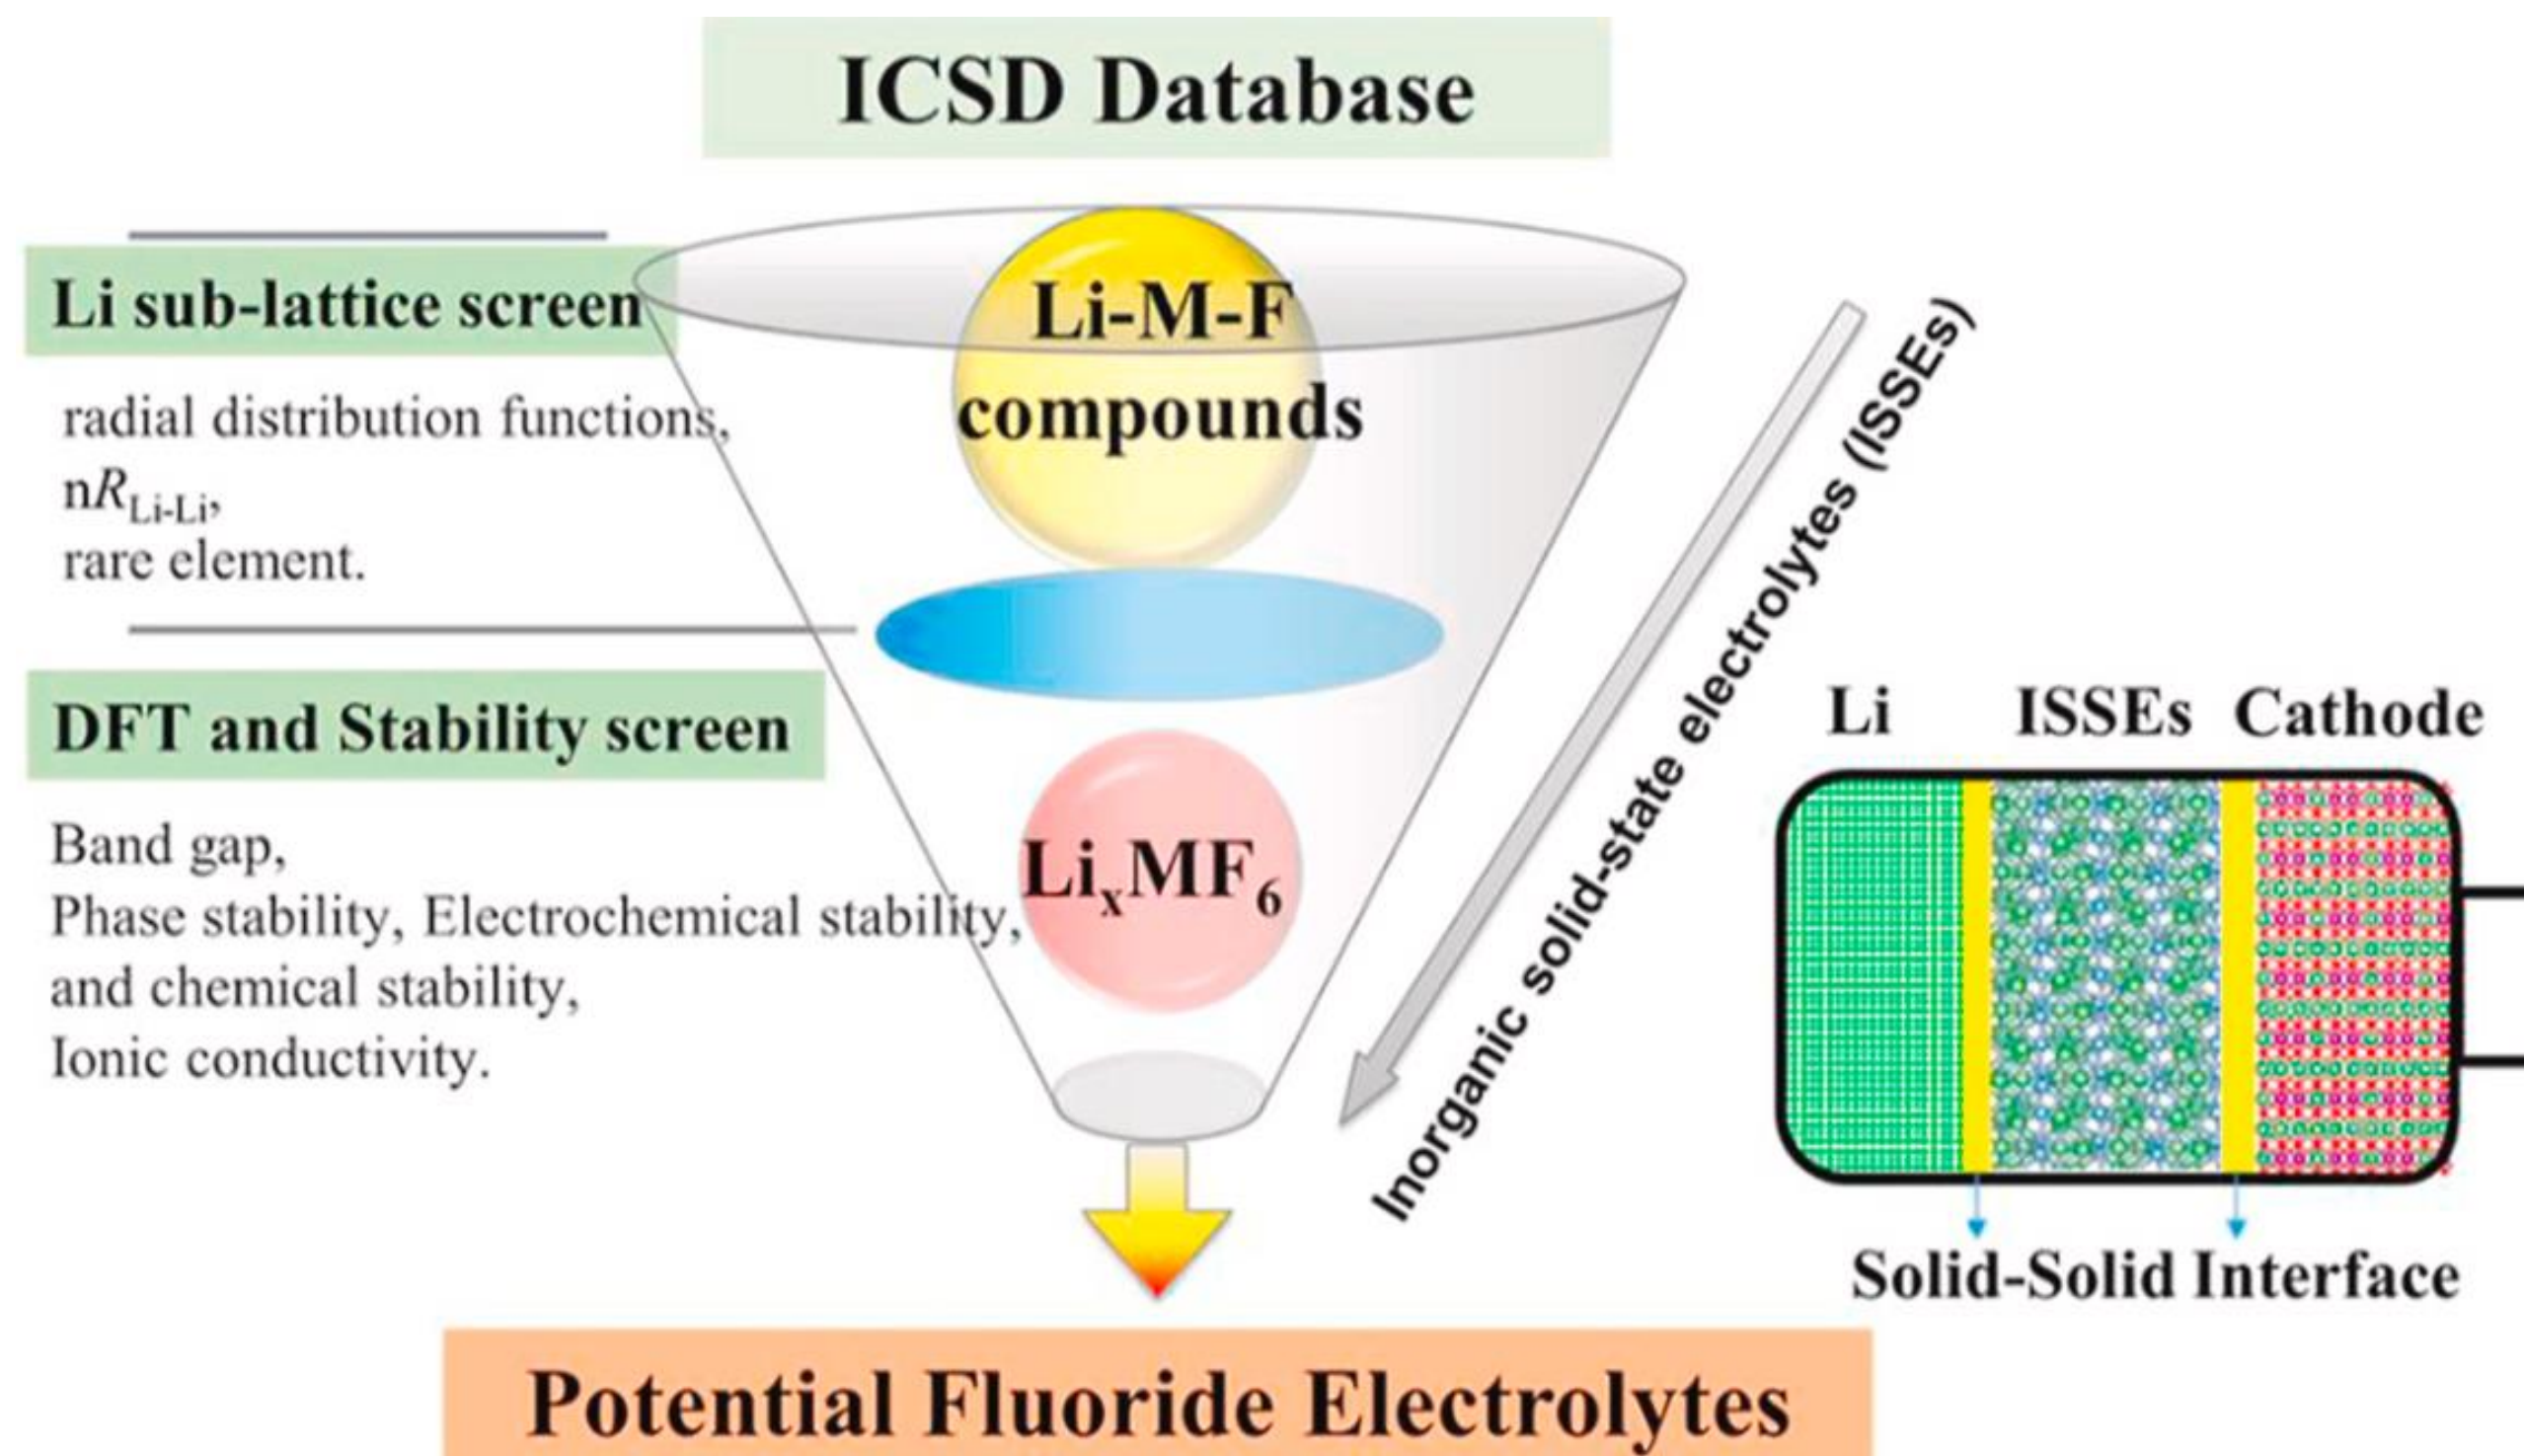 ICSD Database
Li sub-lattice screen
radial distribution functions,
nR_Li-Li,
rare element.
Li-M-F
compounds
DFT and Stability screen
Band gap,
Phase stability, Electrochemical stability,
and chemical stability,
Ionic conductivity.
LiₓMF₆
Inorganic solid-state electrolytes (ISSEs)
Li ISSEs Cathode
Solid-Solid Interface
Potential Fluoride Electrolytes